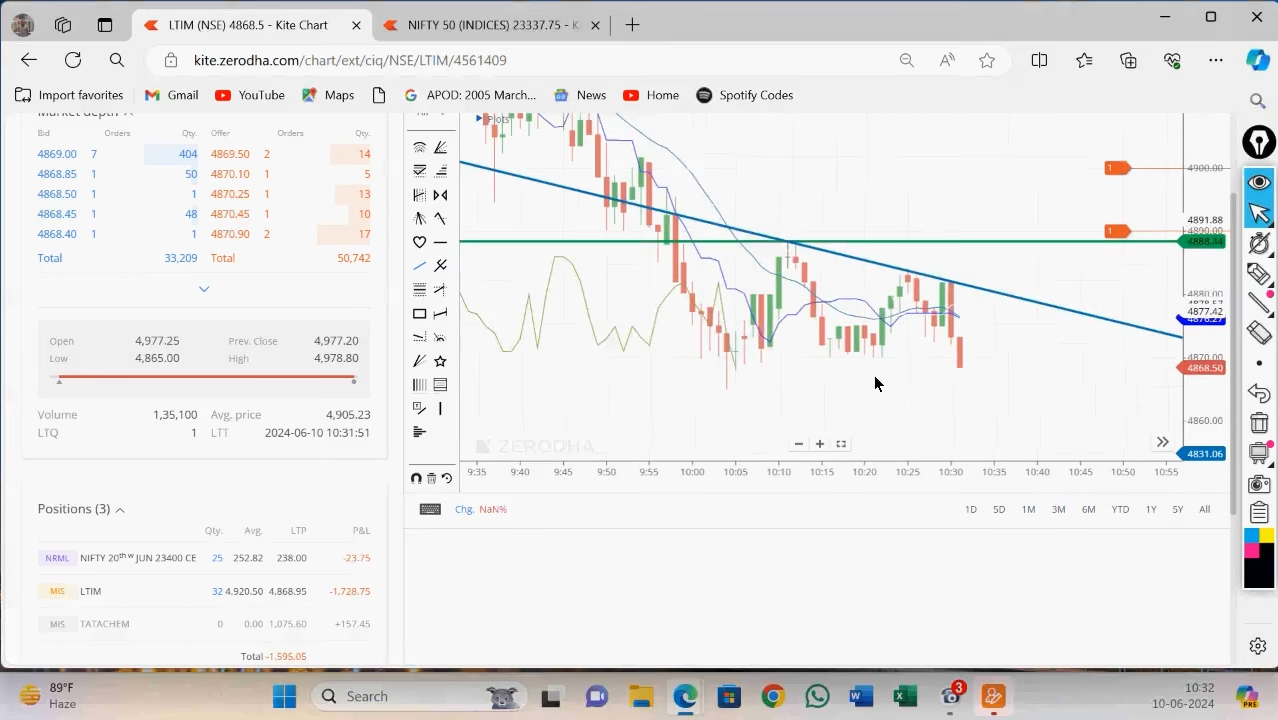 LTIM (NSE) 4868.5 - Kite Chart
NIFTY 50 (INDICES) 23337.75 - K
kite.zerodha.com/chart/ext/ciq/NSE/LTIM/4561409
Import favorites
Gmail
YouTube
Maps
APOD: 2005 March...
News
Home
Spotify Codes
Market depth
Bid Orders Qty. Offer Orders Qty.
4869.00 7 404 4869.50 2 14
4868.85 1 50 4870.10 1 5
4868.50 1 1 4870.25 1 13
4868.45 1 48 4870.45 1 10
4868.40 1 1 4870.90 2 17
Total 33,209 Total 50,742
Open 4,977.25 Prev. Close 4,977.20
Low 4,865.00 High 4,978.80
Volume 1,35,100 Avg. price 4,905.23
LTQ 1 LTT 2024-06-10 10:31:51
Positions (3)
Qty. Avg. LTP P&L
NRML NIFTY 20th w JUN 23400 CE 25 252.82 238.00 -23.75
MIS LTIM 32 4,920.50 4,868.95 -1,728.75
MIS TATACHEM 0 0.00 1,075.60 +157.45
Total -1,595.05
Plots
1
4900.00
4891.88
1
4890.00
4888.44
4880.00
4877.42
4870.00
4868.50
4860.00
4831.06
ZERODHA
9:35 9:40 9:45 9:50 9:55 10:00 10:05 10:10 10:15 10:20 10:25 10:30 10:35 10:40 10:45 10:50 10:55
Chg. NaN%
1D 5D 1M 3M 6M YTD 1Y 5Y All
89°F
Haze
Search
3
10:32
10-06-2024
PRE